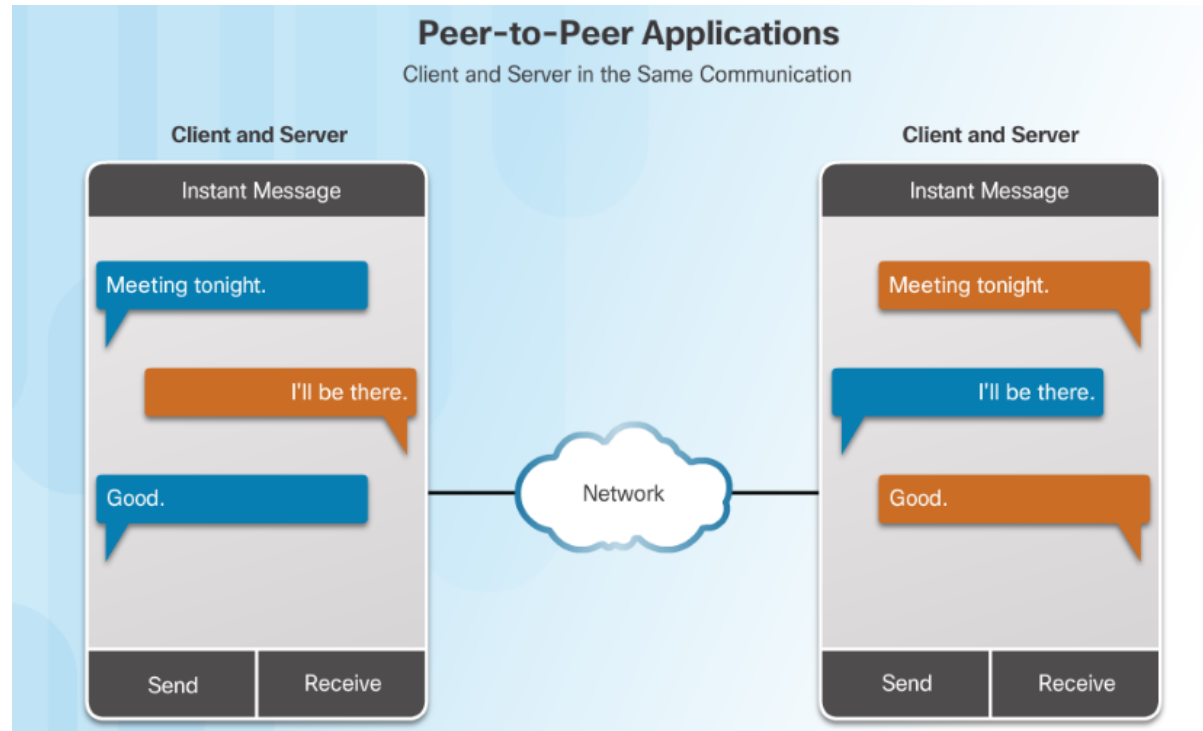 Peer-to-Peer Applications
Client and Server in the Same Communication
Client and Server
Instant Message
Meeting tonight.
I'll be there.
Good.
Send
Receive
Network
Client and Server
Instant Message
Meeting tonight.
I'll be there.
Good.
Send
Receive